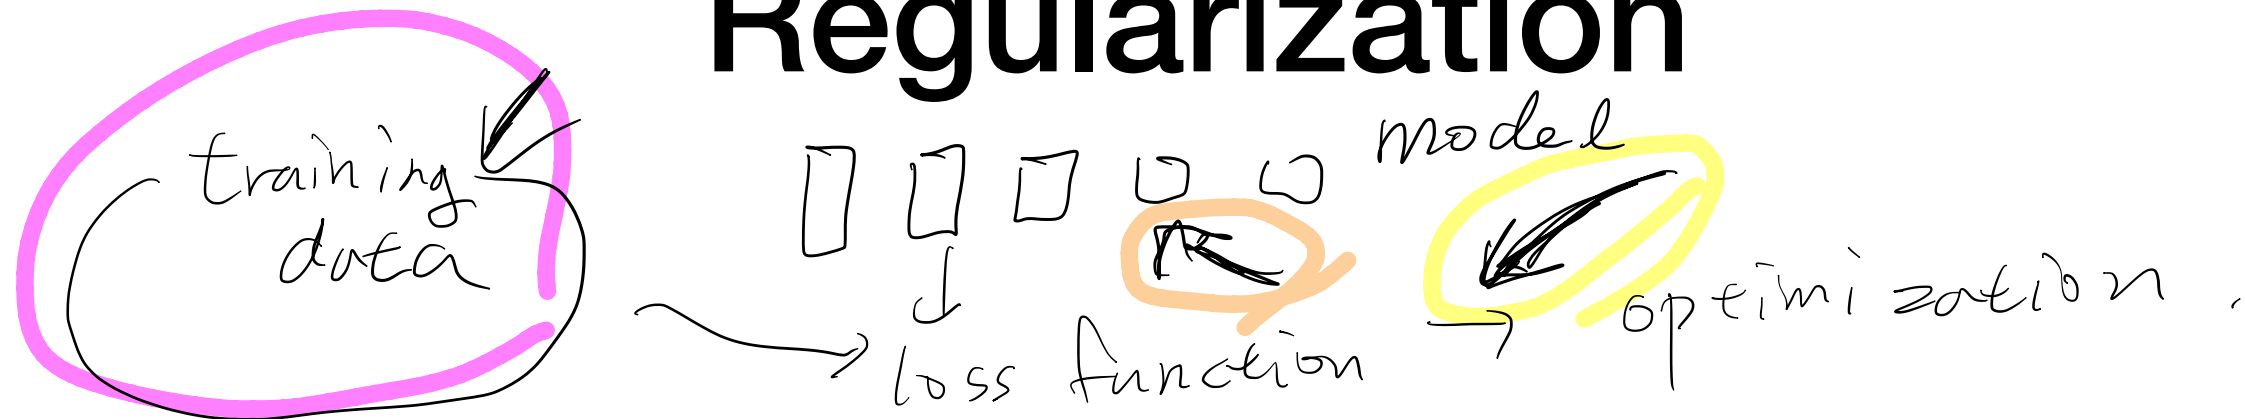 Regularization
model
training
data
optimization.
loss function